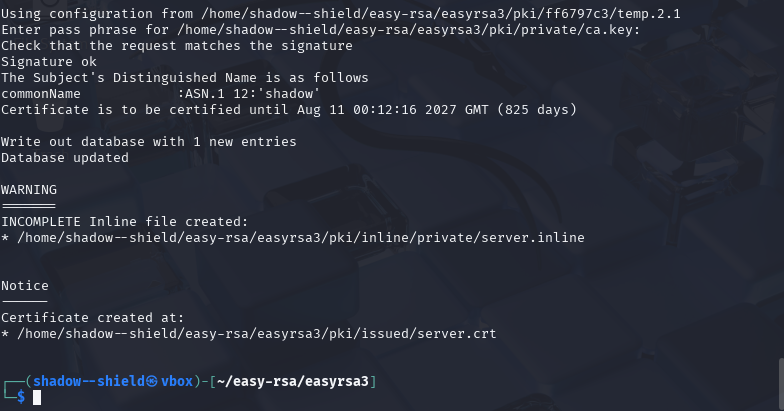 Using configuration from /home/shadow--shield/easy-rsa/easyrsa3/pki/ff6797c3/temp.2.1
Enter pass phrase for /home/shadow--shield/easy-rsa/easyrsa3/pki/private/ca.key:
Check that the request matches the signature
Signature ok
The Subject's Distinguished Name is as follows
commonName            :ASN.1 12:'shadow'
Certificate is to be certified until Aug 11 00:12:16 2027 GMT (825 days)
Write out database with 1 new entries
Database updated
WARNING
=======
INCOMPLETE Inline file created:
* /home/shadow--shield/easy-rsa/easyrsa3/pki/inline/private/server.inline
Notice
------
Certificate created at:
* /home/shadow--shield/easy-rsa/easyrsa3/pki/issued/server.crt
┌──(shadow--shield㉿vbox)-[~/easy-rsa/easyrsa3]
└─$